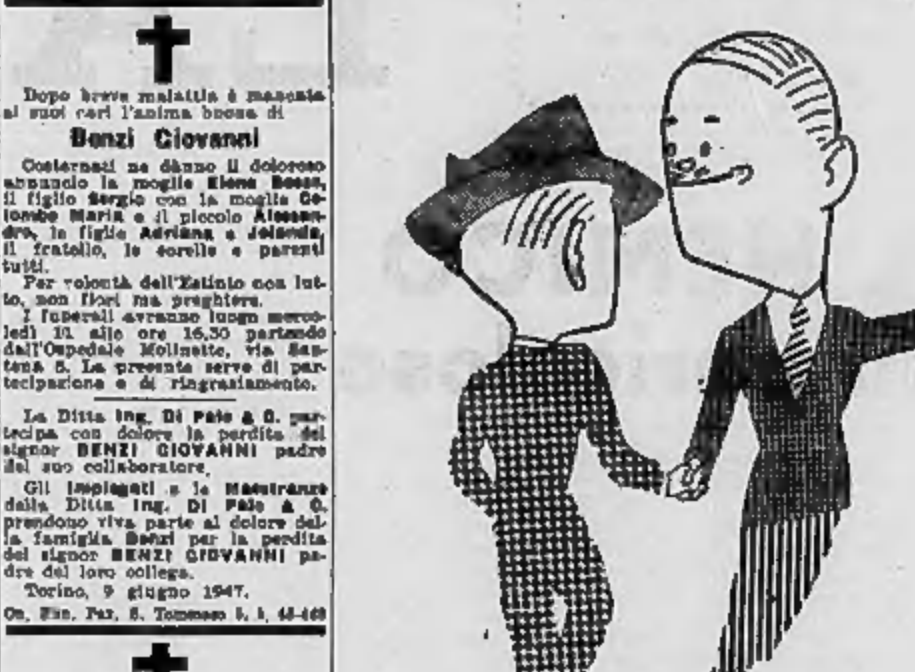 Dopo breve malattia è mancata
ai suoi cari l'anima buona di
Benzi Giovanni
Costernati ne dànno il doloroso
annuncio la moglie Elena Bosso,
il figlio Sergio con la moglie Co-
lombo Maria e il piccolo Alessan-
dro, le figlie Adriana e Jolanda,
il fratello, le sorelle e parenti
tutti.
Per volontà dell'Estinto non lut-
to, non fiori ma preghiere.
I funerali avranno luogo merco-
ledì 11 alle ore 16,30 partendo
dall'Ospedale Molinette, via San-
tena 5. La presente serve di par-
tecipazione e di ringraziamento.
La Ditta Ing. Di Palo & C. par-
tecipa con dolore la perdita del
signor BENZI GIOVANNI padre
del suo collaboratore.
Gli Impiegati e le Maestranze
della Ditta Ing. Di Palo & C.
prendono viva parte al dolore del-
la famiglia Benzi per la perdita
del signor BENZI GIOVANNI pa-
dre del loro collega.
Torino, 9 giugno 1947.
Tommaso